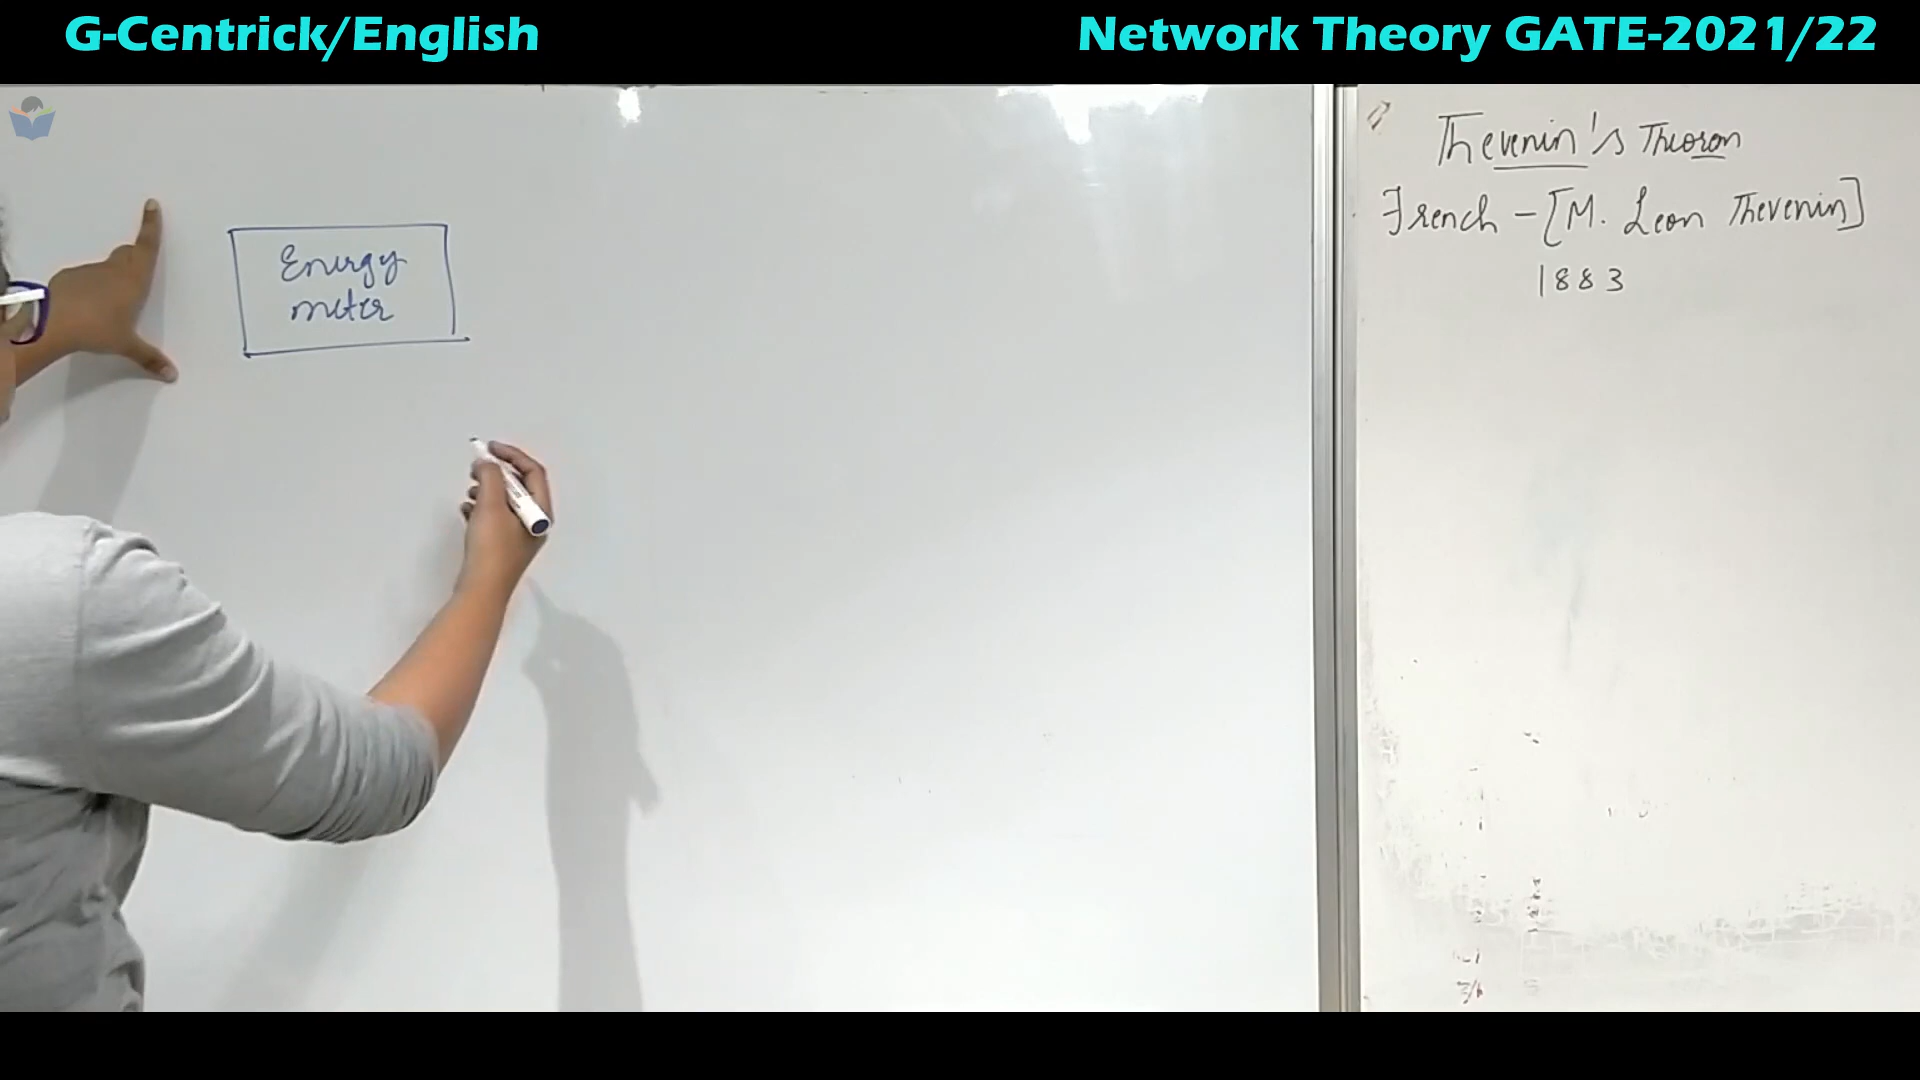 G-Centrick/English
Network Theory GATE-2021/22
Energy
meter
Thevenin's Theorem
French - [M. Leon Thevenin]
1883